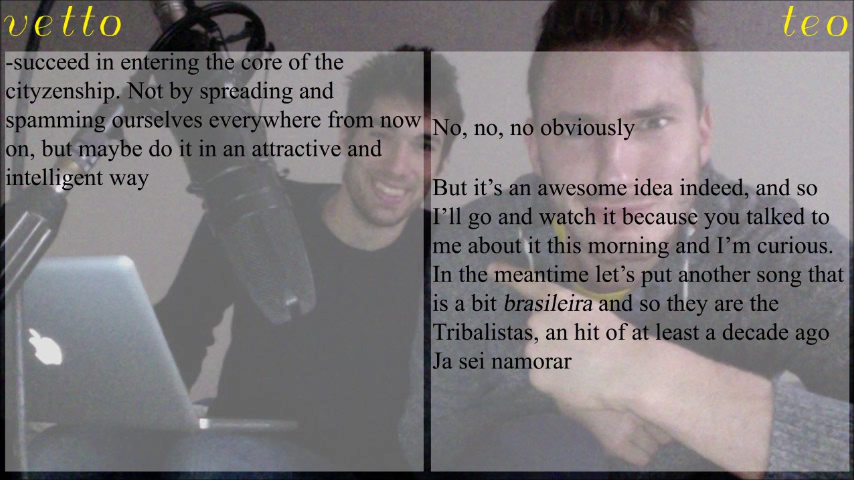 vetto
teo
-succeed in entering the core of the
cityzenship. Not by spreading and
spamming ourselves everywhere from now
on, but maybe do it in an attractive and
intelligent way
No, no, no obviously
But it's an awesome idea indeed, and so
I'll go and watch it because you talked to
me about it this morning and I'm curious.
In the meantime let's put another song that
is a bit brasileira and so they are the
Tribalistas, an hit of at least a decade ago
Ja sei namorar